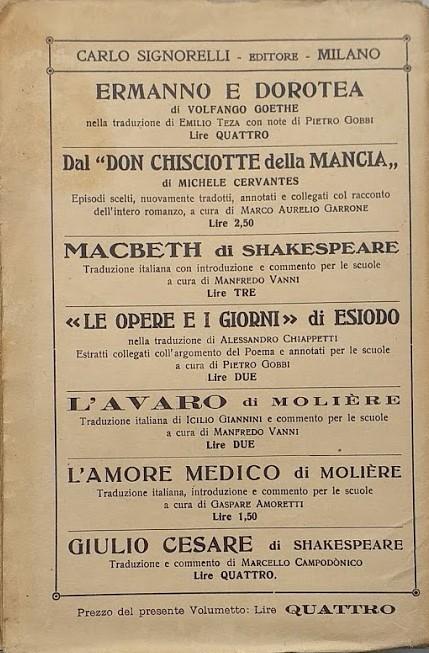 CARLO SIGNORELLI - EDITORE - MILANO
ERMANNO E DOROTEA
di VOLFANGO GOETHE
nella traduzione di EMILIO TEZA con note di PIETRO GOBBI
Lire QUATTRO
Dal "DON CHISCIOTTE della MANCIA„
di MICHELE CERVANTES
Episodi scelti, nuovamente tradotti, annotati e collegati col racconto
dell'intero romanzo, a cura di MARCO AURELIO GARRONE
Lire 2,50
MACBETH di SHAKESPEARE
Traduzione italiana con introduzione e commento per le scuole
a cura di MANFREDO VANNI
Lire TRE
«LE OPERE E I GIORNI» di ESIODO
nella traduzione di ALESSANDRO CHIAPPETTI
Estratti collegati coll'argomento del Poema e annotati per le scuole
a cura di PIETRO GOBBI
Lire DUE
L'AVARO di MOLIÈRE
Traduzione italiana di ICILIO GIANNINI e commento per le scuole
a cura di MANFREDO VANNI
Lire DUE
L'AMORE MEDICO di MOLIÈRE
Traduzione italiana, introduzione e commento per le scuole
a cura di GASPARE AMORETTI
Lire 1,50
GIULIO CESARE di SHAKESPEARE
Traduzione e commento di MARCELLO CAMPODÒNICO
Lire QUATTRO.
Prezzo del presente Volumetto: Lire QUATTRO